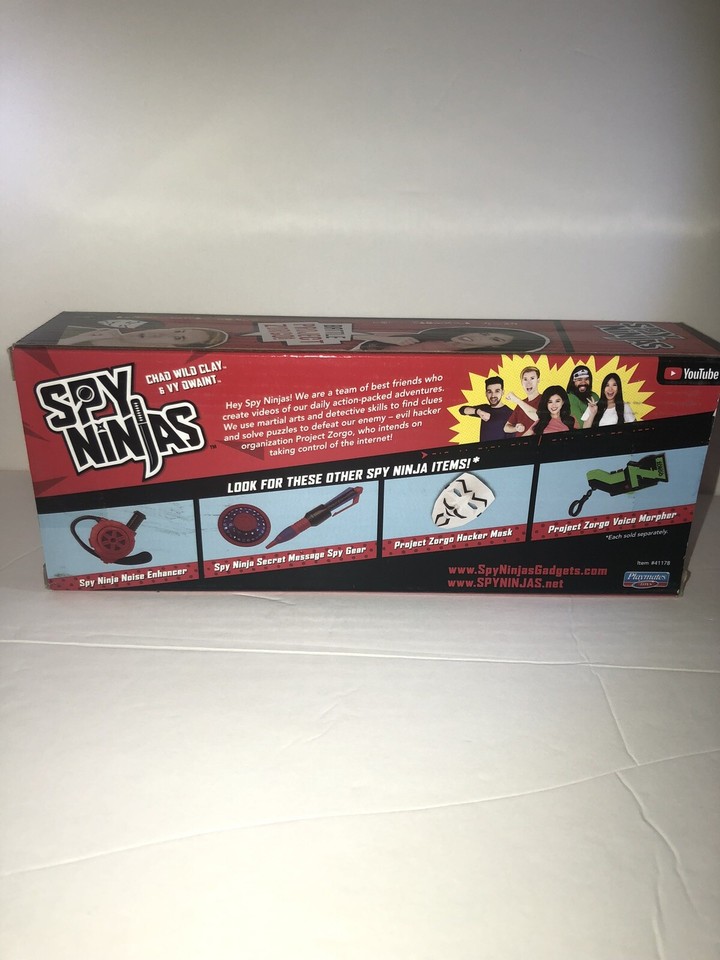 SPY NINJAS™
CHAD WILD CLAY™
& VY QWAINT™
Hey Spy Ninjas! We are a team of best friends who
create videos of our daily action-packed adventures.
We use martial arts and detective skills to find clues
and solve puzzles to defeat our enemy – evil hacker
organization Project Zorgo, who intends on
taking control of the internet!
YouTube
LOOK FOR THESE OTHER SPY NINJA ITEMS!*
Spy Ninja Noise Enhancer
Spy Ninja Secret Message Spy Gear
Project Zorgo Hacker Mask
Project Zorgo Voice Morpher
*Each sold separately.
www.SpyNinjasGadgets.com
www.SPYNINJAS.net
Item #41178
Playmates
TOYS